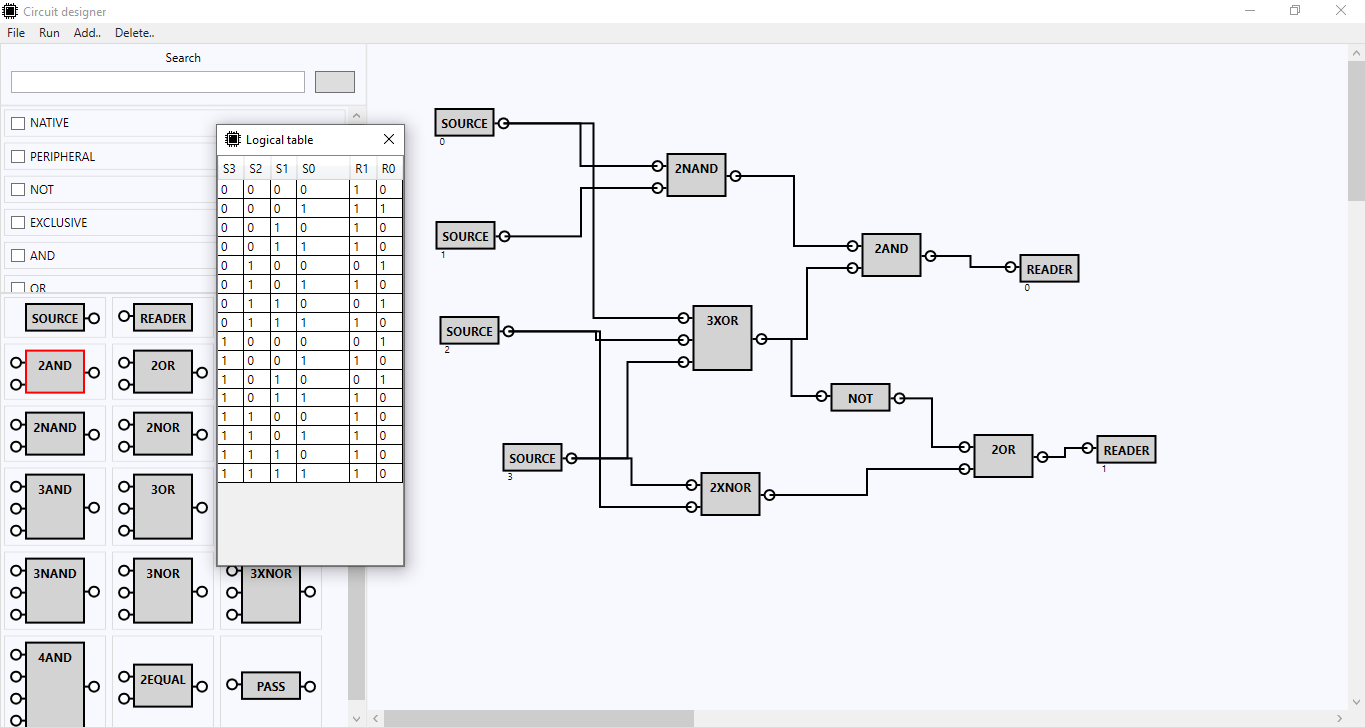 Circuit designer
File Run Add.. Delete..
Search
NATIVE
PERIPHERAL
NOT
EXCLUSIVE
AND
OR
SOURCE READER
2AND 2OR
2NAND 2NOR
3AND 3OR
3NAND 3NOR 3XNOR
4AND 2EQUAL PASS
Logical table
S3 S2 S1 S0 R1 R0
0 0 0 0 1 0
0 0 0 1 1 1
0 0 1 0 1 0
0 0 1 1 1 0
0 1 0 0 0 1
0 1 0 1 1 0
0 1 1 0 0 1
0 1 1 1 1 0
1 0 0 0 0 1
1 0 0 1 1 0
1 0 1 0 0 1
1 0 1 1 1 0
1 1 0 0 1 0
1 1 0 1 1 0
1 1 1 0 1 0
1 1 1 1 1 0
SOURCE
0
2NAND
SOURCE
1
2AND
READER
0
SOURCE
2
3XOR
NOT
SOURCE
3
2XNOR
2OR
READER
1